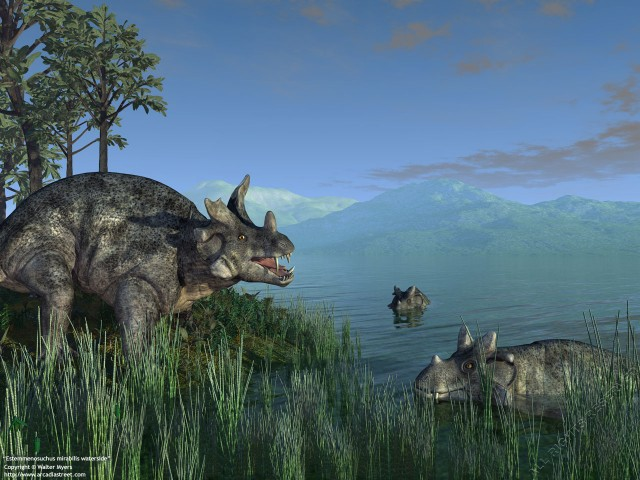 "Estemmenosuchus mirabilis waterside"
Copyright © Walter Myers
http://www.arcadiastreet.com